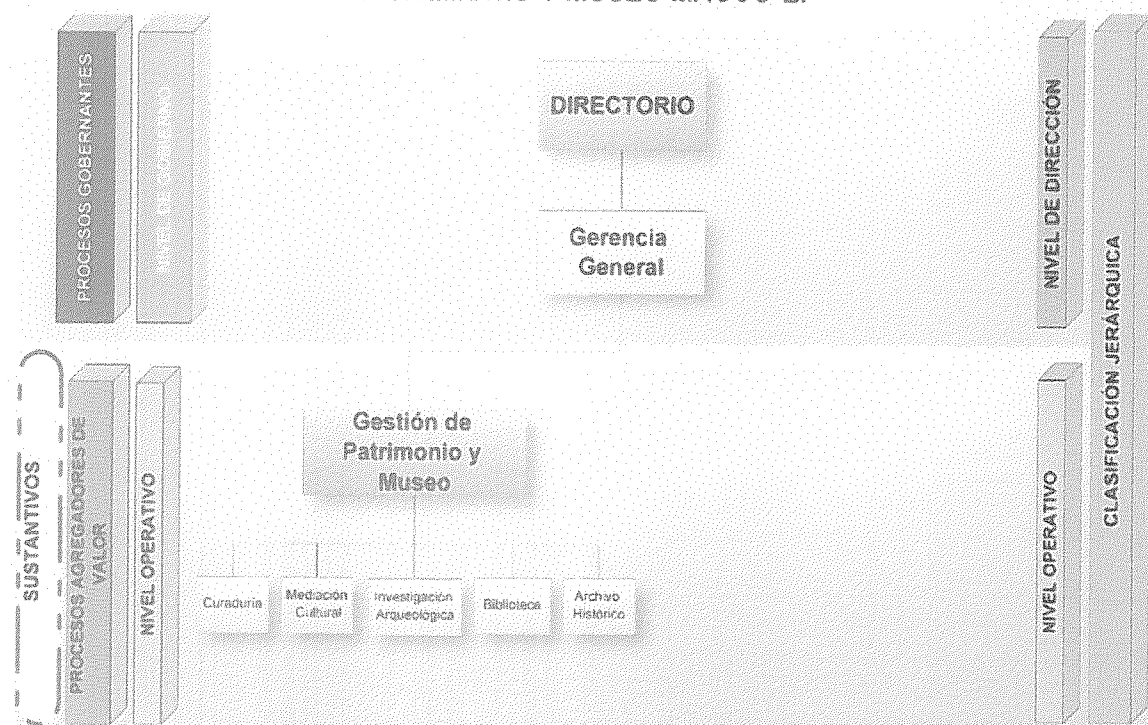 PROCESOS GOBERNANTES
DIRECTORIO
Gerencia
General
NIVEL DE DIRECCIÓN
CLASIFICACIÓN JERÁRQUICA
SUSTANTIVOS
PROCESOS AGREGADORES DE
VALOR
NIVEL OPERATIVO
Gestión de
Patrimonio y
Museo
Curaduría
Mediación
Cultural
Investigación
Arqueológica
Biblioteca
Archivo
Histórico
NIVEL OPERATIVO